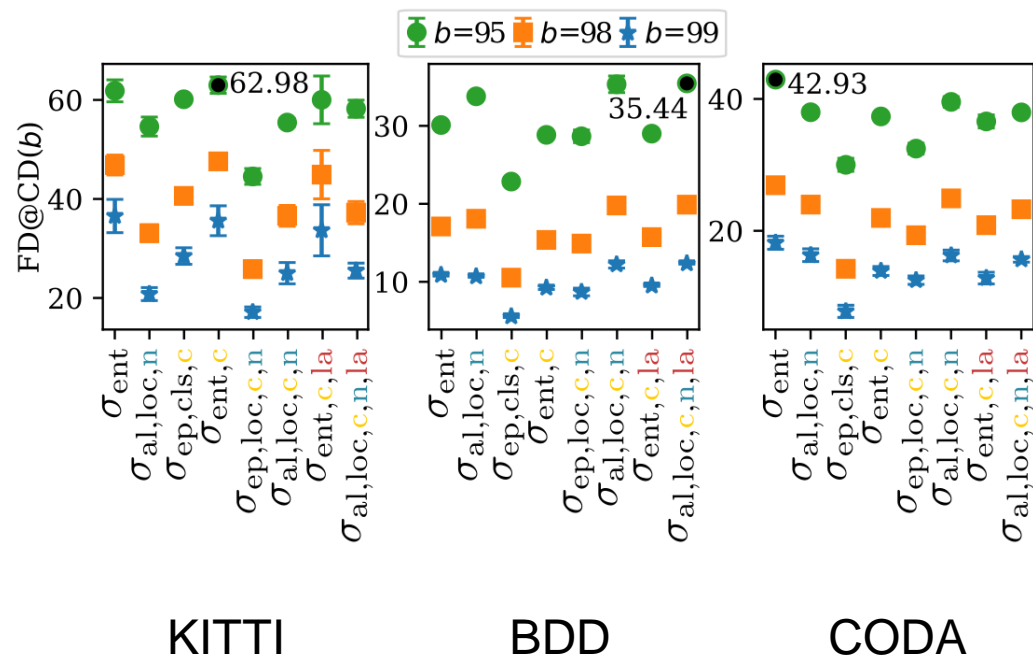 b=95 b=98 b=99
FD@CD(b)
60
40
20
62.98
σent
σal,loc,n
σep,cls,c
σent,c
σep,loc,c,n
σal,loc,c,n
σent,c,la
σal,loc,c,n,la
30
20
10
35.44
σent
σal,loc,n
σep,cls,c
σent,c
σep,loc,c,n
σal,loc,c,n
σent,c,la
σal,loc,c,n,la
40
20
42.93
σent
σal,loc,n
σep,cls,c
σent,c
σep,loc,c,n
σal,loc,c,n
σent,c,la
σal,loc,c,n,la
KITTI BDD CODA